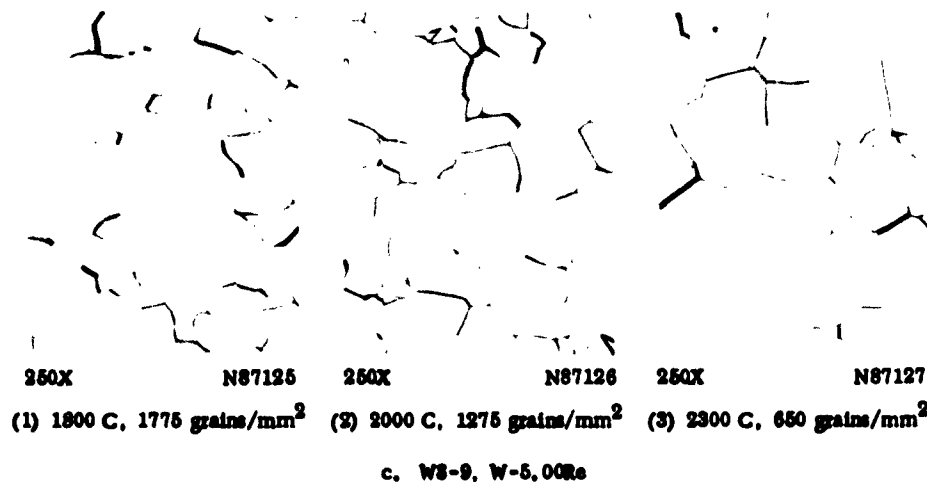 250X N87125 250X N87126 250X N87127
(1) 1800 C, 1775 grains/mm² (2) 2000 C, 1275 grains/mm² (3) 2300 C, 650 grains/mm²
c. WS-9, W-5.00Re